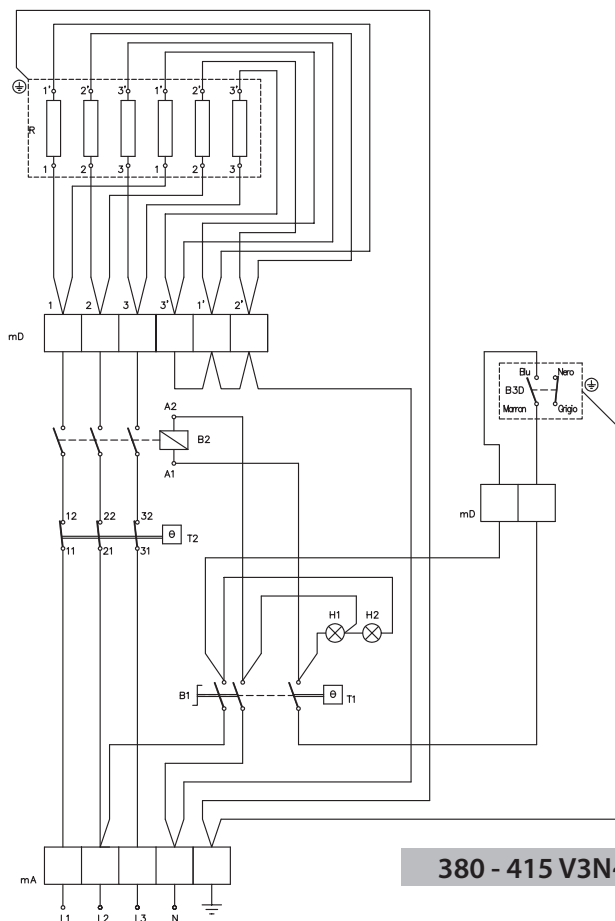 1' 2' 3' 1' 2' 3'
R
1 2 3 1 2 3
1 2 3 3' 1' 2'
mD
Blu Nero
B3D
Marron Grigio
A2
B2
A1
mD
12 22 32
θ
T2
11 21 31
H1 H2
B1
θ
T1
mA
380 - 415 V3N
L1 L2 L3 N